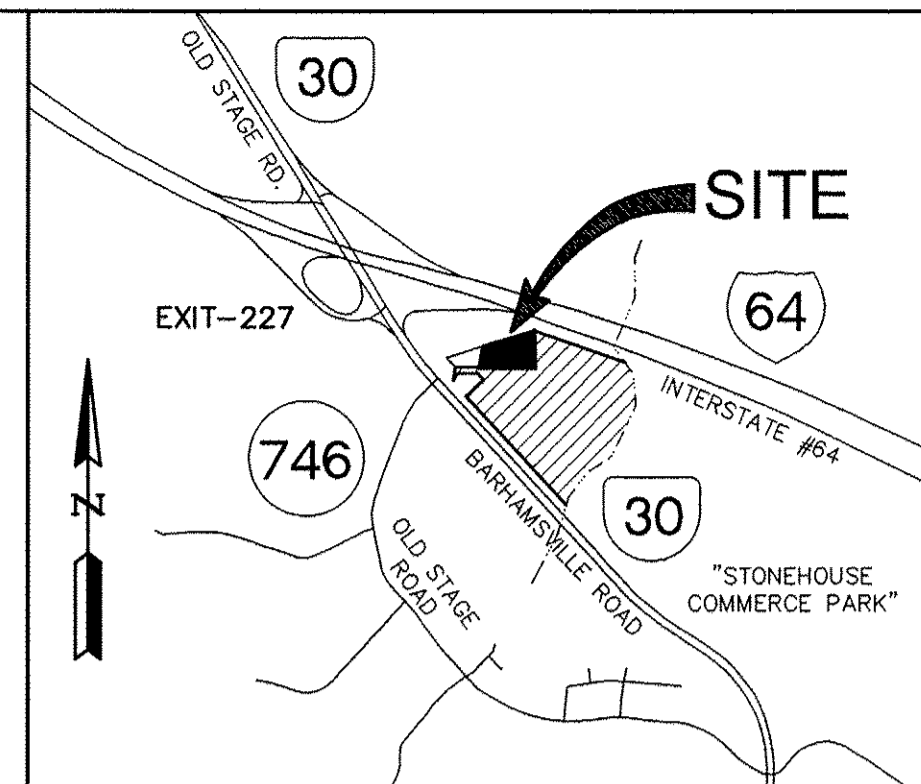 OLD STAGE RD.
30
SITE
EXIT-227
64
INTERSTATE #64
746
N
BARHAMSVILLE ROAD
30
OLD STAGE
ROAD
"STONEHOUSE
COMMERCE PARK"